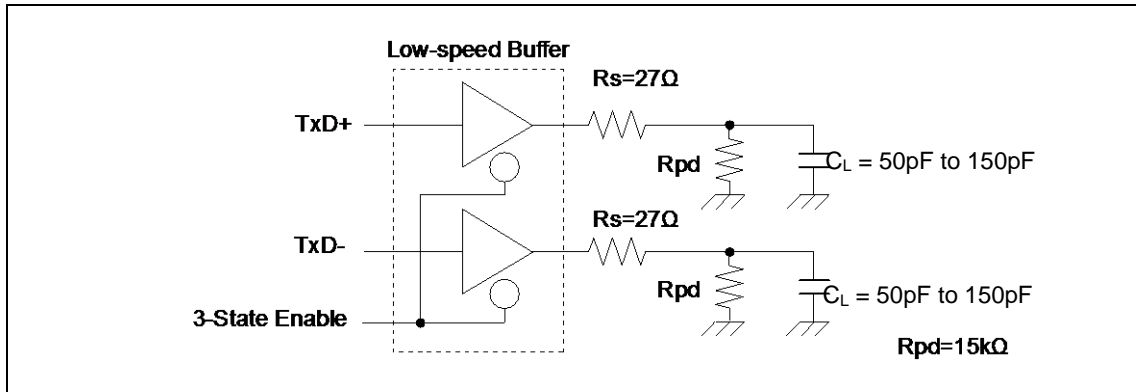 Low-speed Buffer
Rs=27Ω
TxD+
Rpd
CL = 50pF to 150pF
Rs=27Ω
TxD-
Rpd
CL = 50pF to 150pF
3-State Enable
Rpd=15kΩ